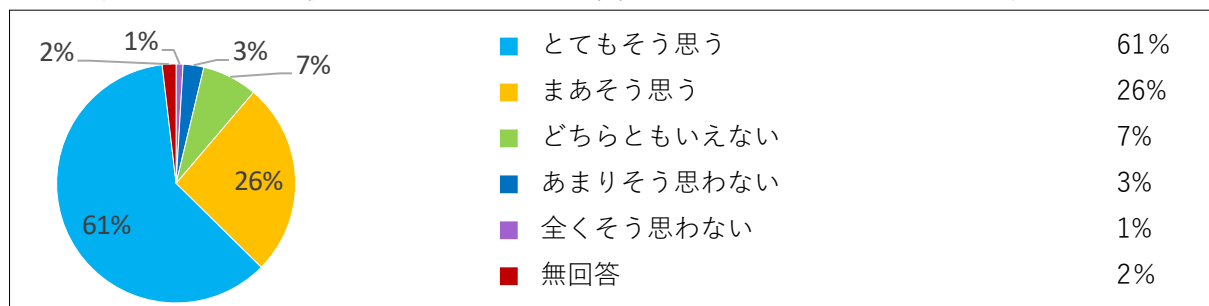 2%
1%
3%
7%
26%
61%
とてもそう思う 61%
まあそう思う 26%
どちらともいえない 7%
あまりそう思わない 3%
全くそう思わない 1%
無回答 2%